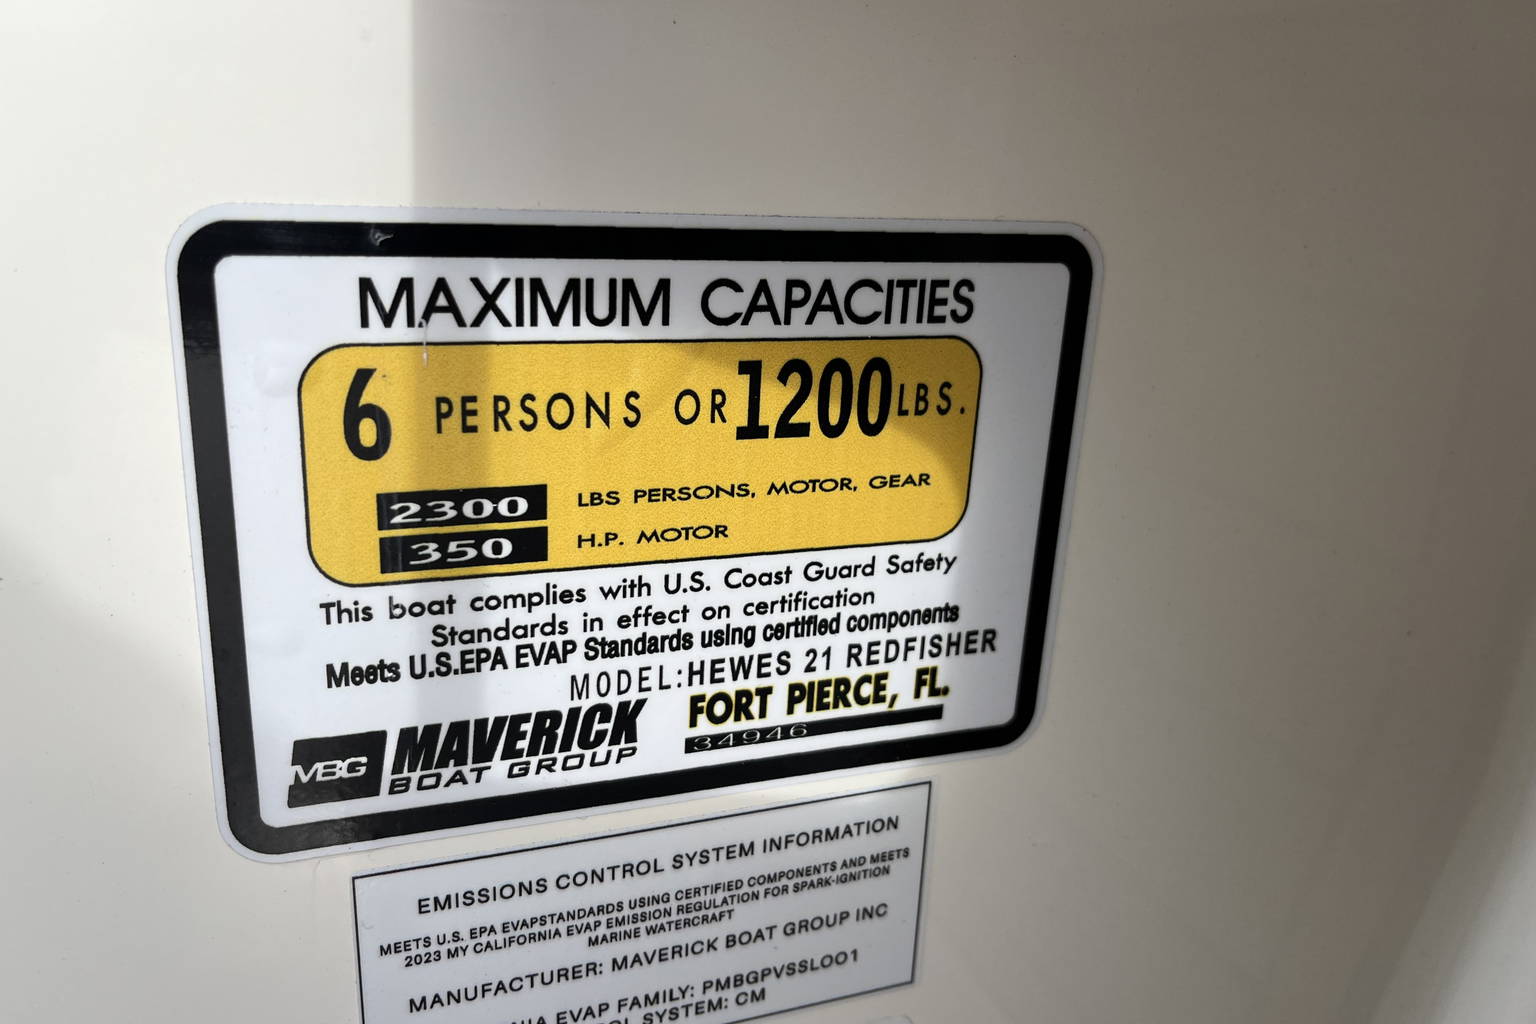 MAXIMUM CAPACITIES
6 PERSONS OR 1200 LBS.
2300 LBS PERSONS, MOTOR, GEAR
350 H.P. MOTOR
This boat complies with U.S. Coast Guard Safety
Standards in effect on certification
Meets U.S.EPA EVAP Standards using certified components
MODEL:HEWES 21 REDFISHER
MBG MAVERICK
BOAT GROUP
FORT PIERCE, FL.
34946
EMISSIONS CONTROL SYSTEM INFORMATION
MEETS U.S. EPA EVAPSTANDARDS USING CERTIFIED COMPONENTS AND MEETS
2023 MY CALIFORNIA EVAP EMISSION REGULATION FOR SPARK-IGNITION
MARINE WATERCRAFT
MANUFACTURER: MAVERICK BOAT GROUP INC
EVAP FAMILY: PMBGPVSSLOO1
SYSTEM: CM